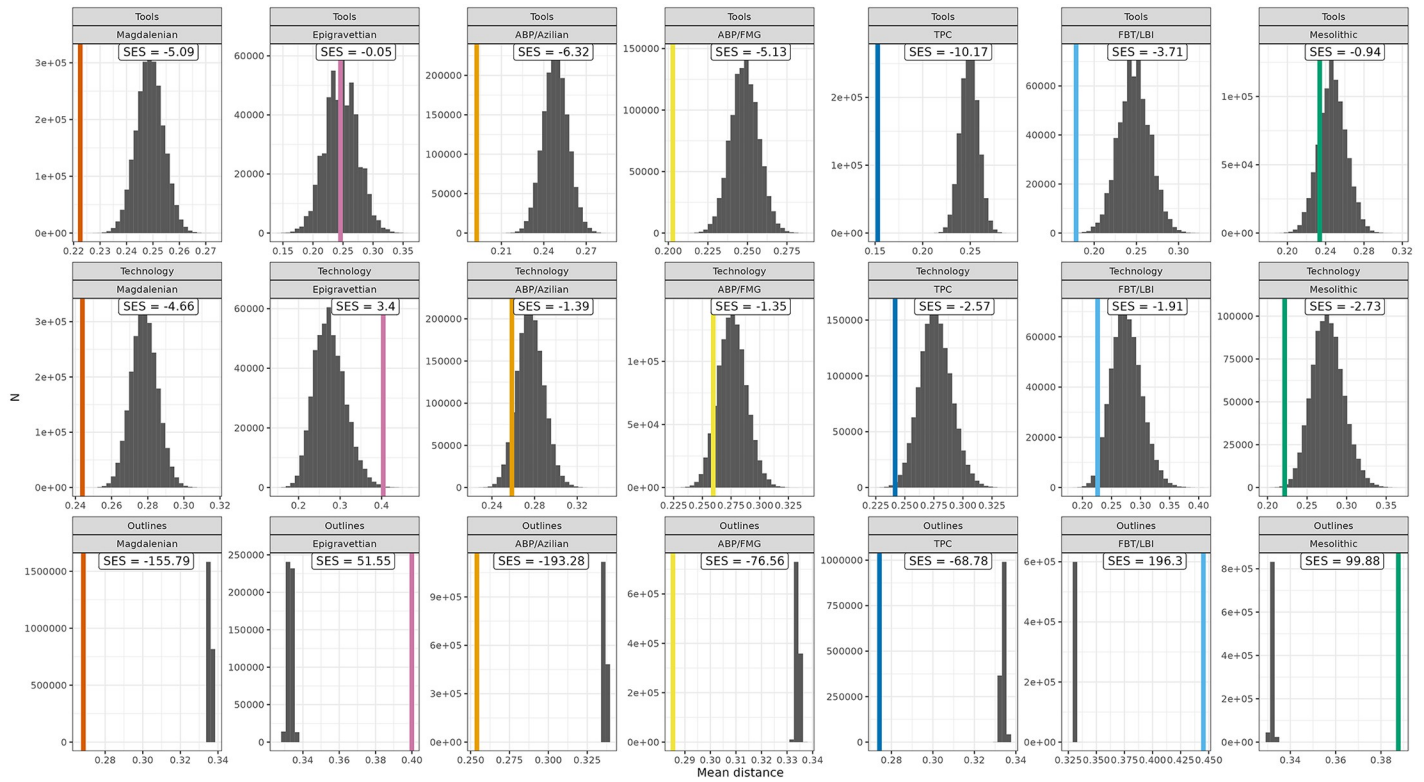 Tools Tools Tools Tools Tools Tools Tools
Magdalenian Epigravettian ABP/Azilian ABP/FMG TPC FBT/LBI Mesolithic
SES = -5.09 SES = -0.05 SES = -6.32 SES = -5.13 SES = -10.17 SES = -3.71 SES = -0.94
3e+05 60000 200000 150000 2e+05 60000 1e+05
2e+05 40000 150000 100000 1e+05 40000 5e+04
1e+05 20000 100000 50000 0e+00 20000 0e+00
0e+00 0 50000 0 0
0
0.22 0.23 0.24 0.25 0.26 0.27 0.15 0.20 0.25 0.30 0.35 0.21 0.24 0.27 0.200 0.225 0.250 0.275 0.15 0.20 0.25 0.20 0.25 0.30 0.20 0.24 0.28 0.32
Technology Technology Technology Technology Technology Technology Technology
Magdalenian Epigravettian ABP/Azilian ABP/FMG TPC FBT/LBI Mesolithic
SES = -4.66 SES = 3.4 SES = -1.39 SES = -1.35 SES = -2.57 SES = -1.91 SES = -2.73
3e+05 60000 200000 1e+05 150000 60000 100000
2e+05 40000 150000 5e+04 100000 40000 75000
1e+05 20000 100000 0e+00 50000 20000 50000
0e+00 0 50000 0 0 25000
0 0
0.24 0.26 0.28 0.30 0.32 0.2 0.3 0.4 0.24 0.28 0.32 0.225 0.250 0.275 0.300 0.325 0.225 0.250 0.275 0.300 0.325 0.20 0.25 0.30 0.35 0.40 0.20 0.25 0.30 0.35
N
Outlines Outlines Outlines Outlines Outlines Outlines Outlines
Magdalenian Epigravettian ABP/Azilian ABP/FMG TPC FBT/LBI Mesolithic
SES = -155.79 SES = 51.55 SES = -193.28 SES = -76.56 SES = -68.78 SES = 196.3 SES = 99.88
1500000 250000 9e+05 6e+05 1000000 6e+05 8e+05
1000000 200000 6e+05 4e+05 750000 4e+05 6e+05
500000 150000 3e+05 2e+05 500000 2e+05 4e+05
0 100000 0e+00 0e+00 250000 0e+00 2e+05
50000 0 0e+00
0
0.28 0.30 0.32 0.34 0.34 0.36 0.38 0.40 0.250 0.275 0.300 0.325 0.29 0.30 0.31 0.32 0.33 0.34 0.28 0.30 0.32 0.34 0.325 0.350 0.375 0.400 0.425 0.450 0.34 0.36 0.38
Mean distance